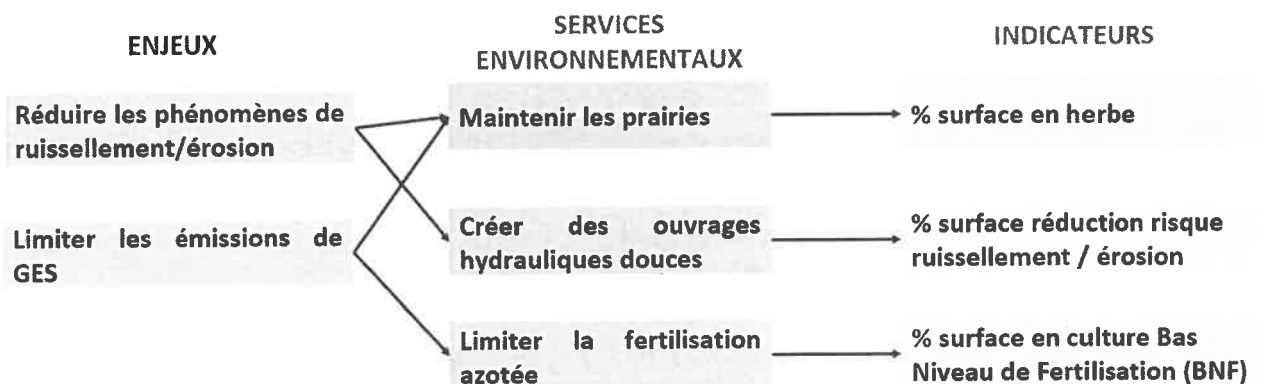 ENJEUX
SERVICES
ENVIRONNEMENTAUX
INDICATEURS
Réduire les phénomènes de
ruissellement/érosion
Maintenir les prairies
% surface en herbe
Limiter les émissions de
GES
Créer des ouvrages
hydrauliques douces
% surface réduction risque
ruissellement / érosion
Limiter la fertilisation
azotée
% surface en culture Bas
Niveau de Fertilisation (BNF)